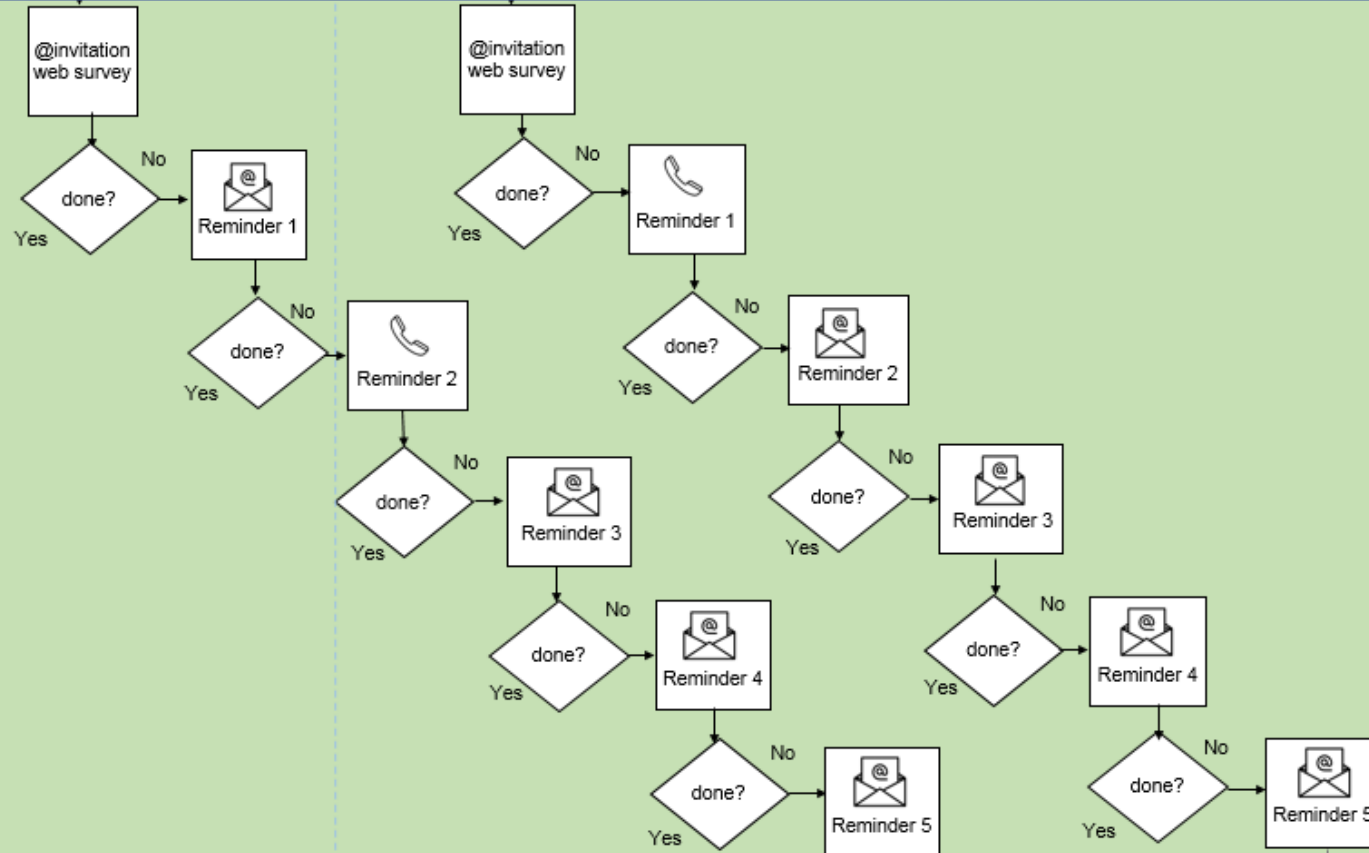 @invitation
web survey
done?
No
Yes
@
Reminder 1
done?
No
Yes
Reminder 2
done?
No
Yes
@
Reminder 3
done?
No
Yes
@
Reminder 4
done?
No
Yes
@
Reminder 5
@invitation
web survey
done?
No
Yes
Reminder 1
done?
No
Yes
@
Reminder 2
done?
No
Yes
@
Reminder 3
done?
No
Yes
@
Reminder 4
done?
No
Yes
@
Reminder 5